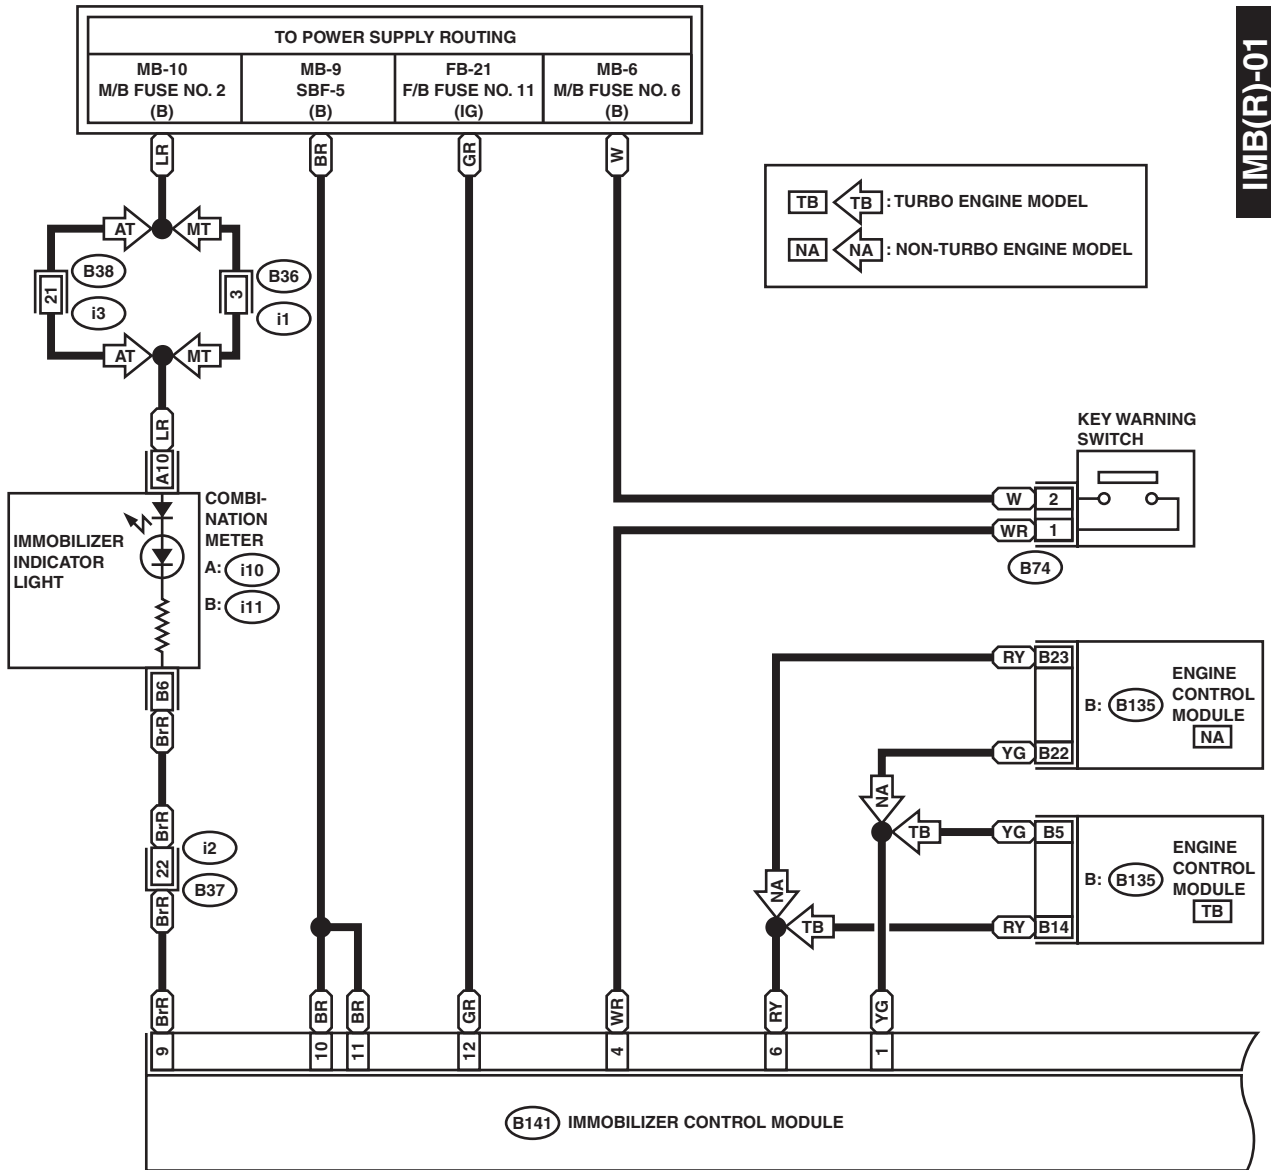 IMB(R)-01
TO POWER SUPPLY ROUTING
MB-10
M/B FUSE NO. 2
(B)
MB-9
SBF-5
(B)
FB-21
F/B FUSE NO. 11
(IG)
MB-6
M/B FUSE NO. 6
(B)
LR
BR
GR
W
TB
TB
: TURBO ENGINE MODEL
NA
NA
: NON-TURBO ENGINE MODEL
AT
MT
21
B38
i3
3
B36
i1
AT
MT
LR
A10
IMMOBILIZER
INDICATOR
LIGHT
COMBI-
NATION
METER
A: i10
B: i11
B6
BrR
BrR
22
i2
B37
BrR
KEY WARNING
SWITCH
W
2
WR
1
B74
RY
B23
B: B135
ENGINE
CONTROL
MODULE
NA
YG
B22
NA
TB
YG
B5
B: B135
ENGINE
CONTROL
MODULE
TB
NA
TB
RY
B14
BrR
BR
BR
GR
WR
RY
YG
9
10
11
12
4
6
1
B141 IMMOBILIZER CONTROL MODULE